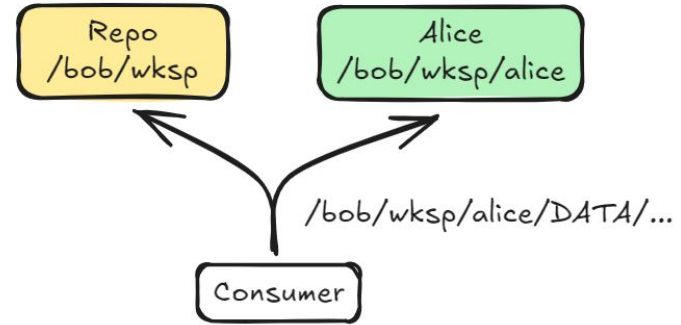 Repo
/bob/wksp
Alice
/bob/wksp/alice
/bob/wksp/alice/DATA/...
Consumer